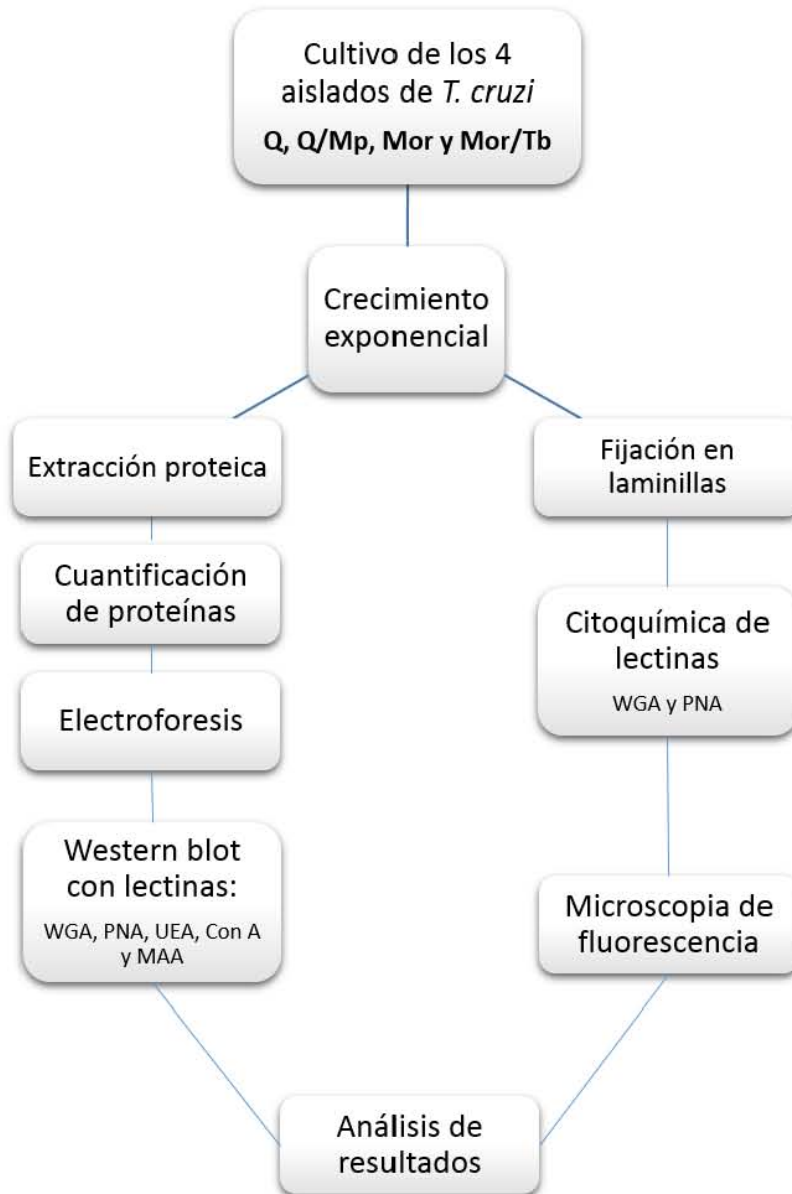 Cultivo de los 4
aislados de T. cruzi
Q, Q/Mp, Mor y Mor/Tb
Crecimiento
exponencial
Extracción proteica
Cuantificación
de proteínas
Electroforesis
Western blot
con lectinas:
WGA, PNA, UEA, Con A
y MAA
Fijación en
laminillas
Citoquímica de
lectinas
WGA y PNA
Microscopia de
fluorescencia
Análisis de
resultados